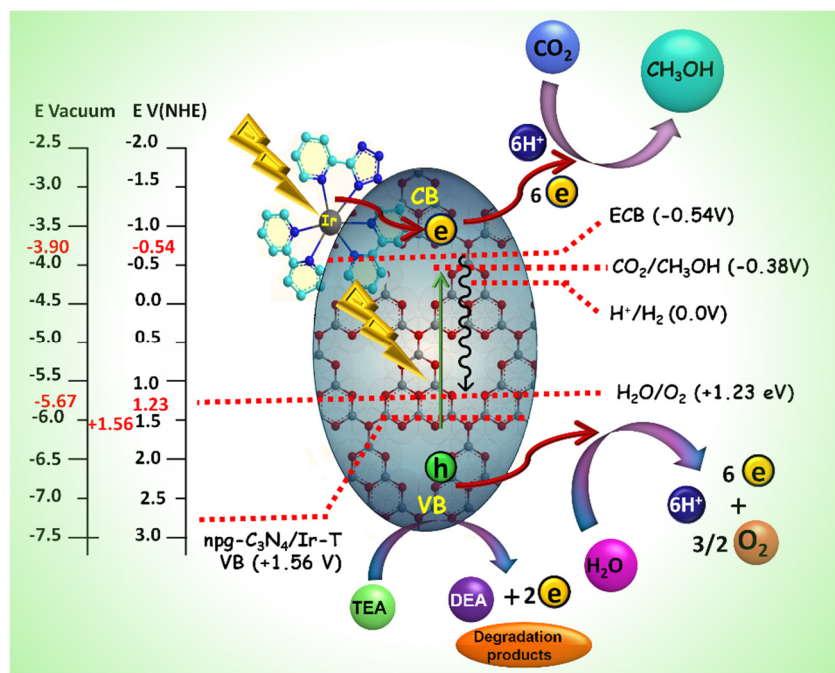 CO₂
CH₃OH
E Vacuum
E V(NHE)
-2.5
-3.0
-3.5
-3.90
-4.0
-4.5
-5.0
-5.5
-5.67
-6.0
-6.5
-7.0
-7.5
-2.0
-1.5
-1.0
-0.54
-0.5
0.0
0.5
1.0
1.23
+1.56
1.5
2.0
2.5
3.0
Ir
CB
e
6H⁺
6 e
ECB (-0.54V)
CO₂/CH₃OH (-0.38V)
H⁺/H₂ (0.0V)
H₂O/O₂ (+1.23 eV)
h
VB
npg-C₃N₄/Ir-T
VB (+1.56 V)
TEA
DEA
+2 e
Degradation
products
H₂O
6 e
6H⁺
+
3/2 O₂